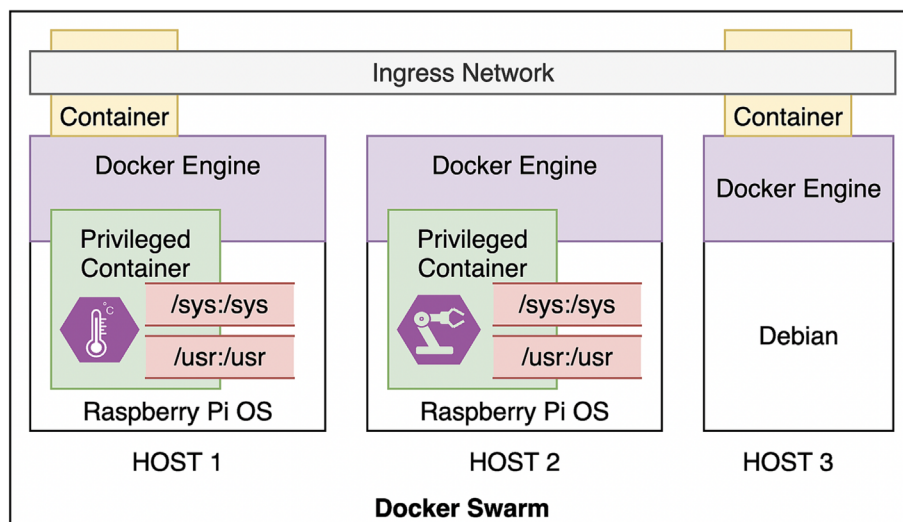 Ingress Network
Container
Container
Docker Engine
Docker Engine
Docker Engine
Privileged
Container
/sys:/sys
/usr:/usr
Raspberry Pi OS
Privileged
Container
/sys:/sys
/usr:/usr
Raspberry Pi OS
Debian
°C
HOST 1
HOST 2
HOST 3
Docker Swarm